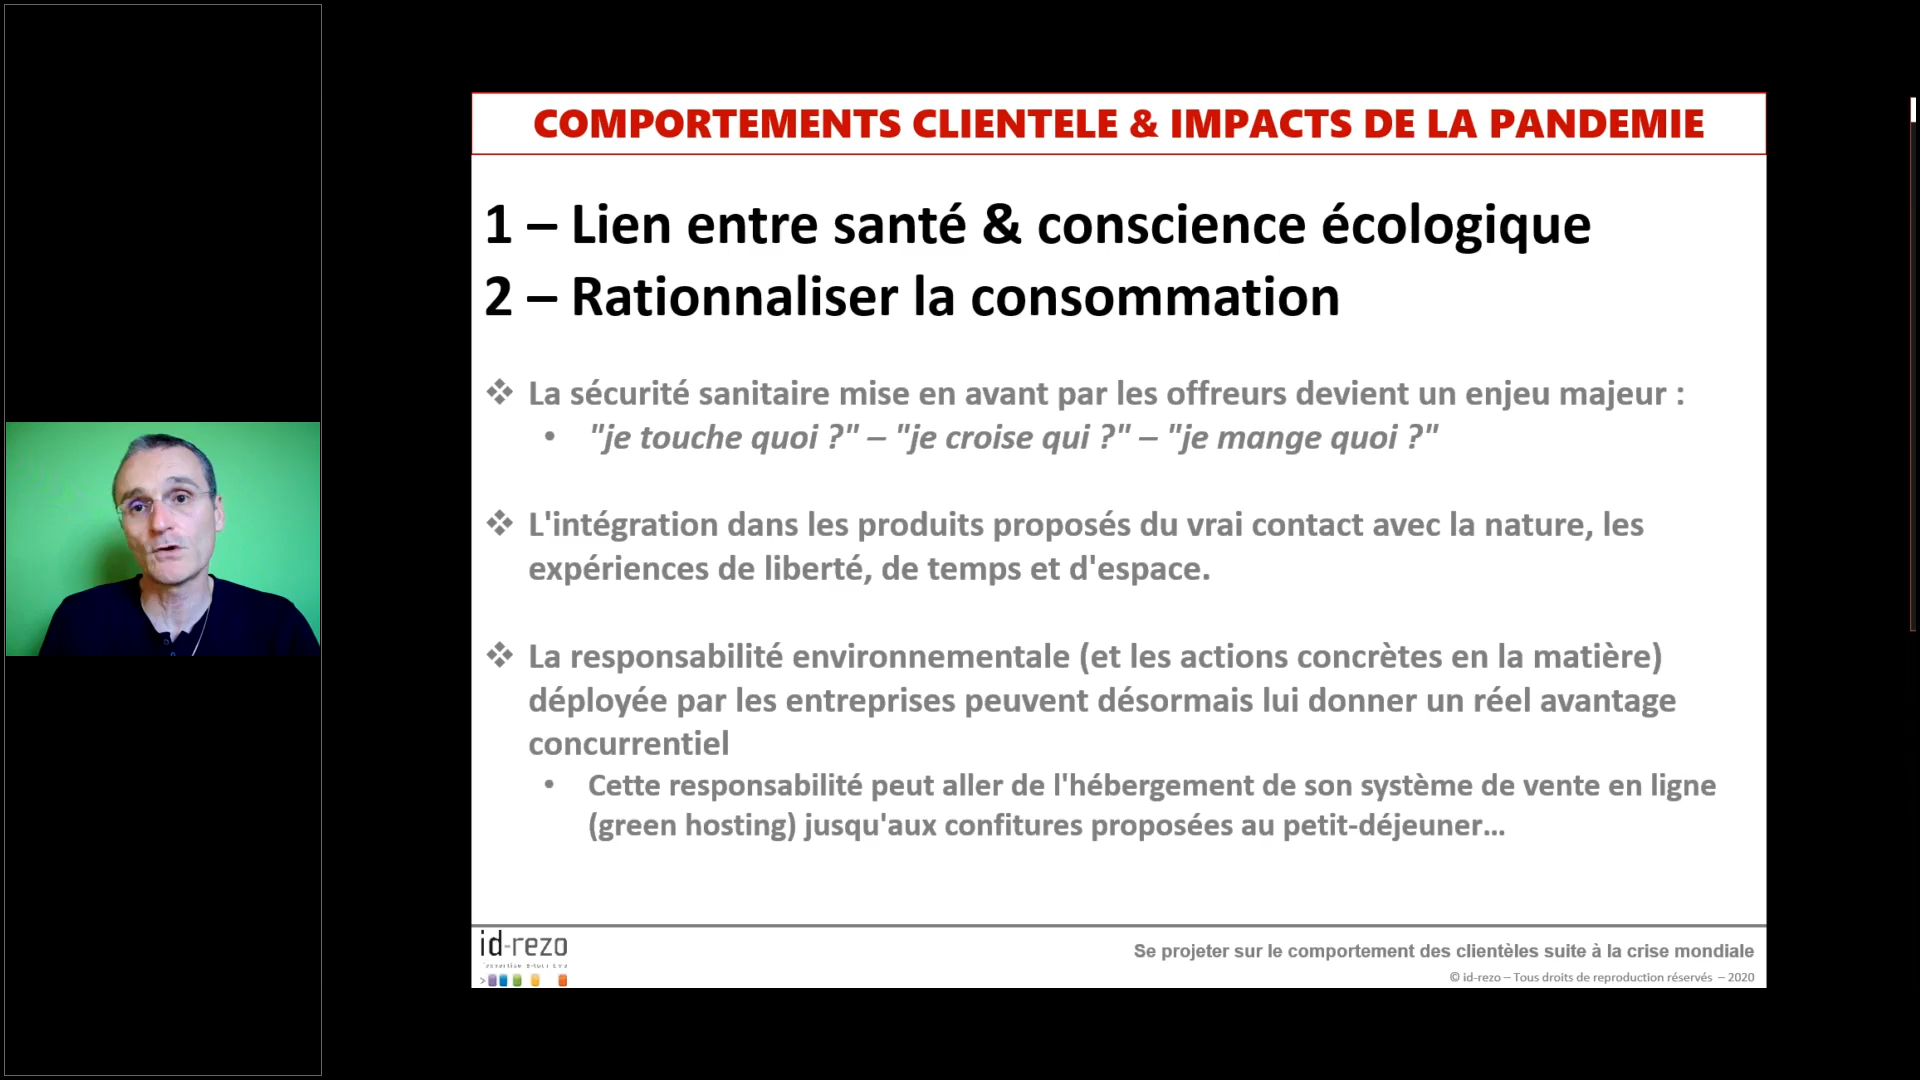 COMPORTEMENTS CLIENTELE & IMPACTS DE LA PANDEMIE
1 – Lien entre santé & conscience écologique
2 – Rationnaliser la consommation
❖ La sécurité sanitaire mise en avant par les offreurs devient un enjeu majeur :
• "je touche quoi ?" – "je croise qui ?" – "je mange quoi ?"
❖ L'intégration dans les produits proposés du vrai contact avec la nature, les
expériences de liberté, de temps et d'espace.
❖ La responsabilité environnementale (et les actions concrètes en la matière)
déployée par les entreprises peuvent désormais lui donner un réel avantage
concurrentiel
• Cette responsabilité peut aller de l'hébergement de son système de vente en ligne
(green hosting) jusqu'aux confitures proposées au petit-déjeuner...
id-rezo
Se projeter sur le comportement des clientèles suite à la crise mondiale
© id-rezo – Tous droits de reproduction réservés – 2020